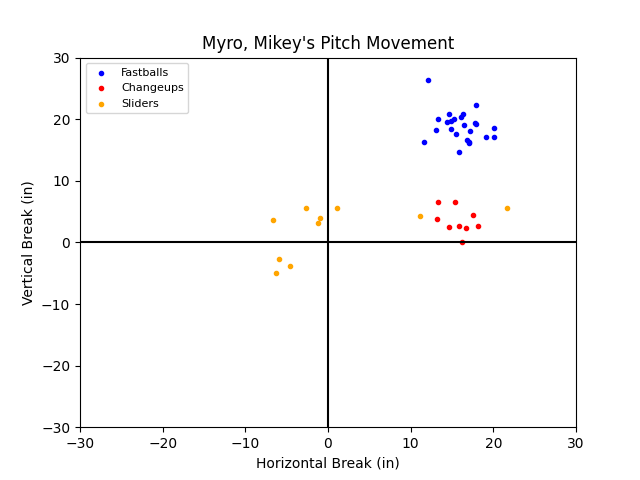 Myro, Mikey's Pitch Movement
Fastballs
Changeups
Sliders
30
20
10
0
−10
−20
−30
Vertical Break (in)
−30
−20
−10
0
10
20
30
Horizontal Break (in)